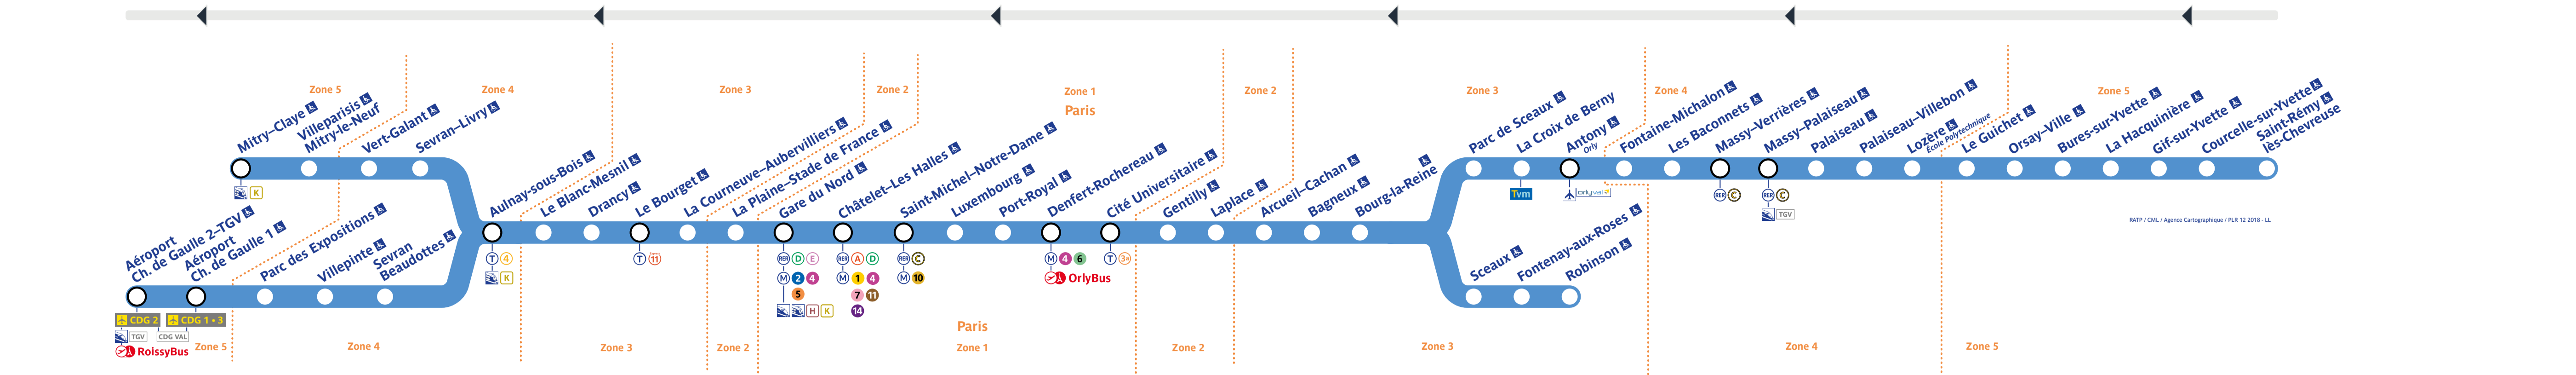 Zone 5
Zone 4
Zone 3
Zone 2
Zone 1
Paris
Zone 2
Zone 3
Zone 4
Zone 5
Mitry–Claye
Villeparisis
Mitry-le-Neuf
Vert-Galant
Sevran–Livry
K
Aéroport
Ch. de Gaulle 2–TGV
Aéroport
Ch. de Gaulle 1
Parc des Expositions
Villepinte
Sevran
Beaudottes
CDG 2
CDG 1 • 3
TGV
CDG VAL
RoissyBus
Aulnay-sous-Bois
T 4
K
Le Blanc-Mesnil
Drancy
Le Bourget
T 11
La Courneuve–Aubervilliers
La Plaine–Stade de France
Gare du Nord
RER D E
M 2 4
5
H K
Châtelet–Les Halles
RER A D
M 1 4
7 11
14
Saint-Michel–Notre-Dame
RER C
M 10
Luxembourg
Port-Royal
Denfert-Rochereau
M 4 6
OrlyBus
Cité Universitaire
T 3a
Gentilly
Laplace
Arcueil–Cachan
Bagneux
Bourg-la-Reine
Parc de Sceaux
La Croix de Berny
Tvm
Antony
Orly
orlyval
Fontaine-Michalon
Les Baconnets
Massy–Verrières
RER C
Massy–Palaiseau
RER C
TGV
Palaiseau
Palaiseau–Villebon
Lozère
École Polytechnique
Le Guichet
Orsay–Ville
Bures-sur-Yvette
La Hacquinière
Gif-sur-Yvette
Courcelle-sur-Yvette
Saint-Rémy
lès-Chevreuse
Sceaux
Fontenay-aux-Roses
Robinson
RATP / CML / Agence Cartographique / PLR 12 2018 - LL
Zone 5
Zone 4
Zone 3
Zone 2
Paris
Zone 1
Zone 2
Zone 3
Zone 4
Zone 5